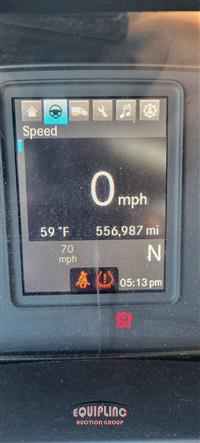 Speed
0 mph
59 °F 556,987 mi
70
mph
N
05:13 pm
EQUIPLINC
AUCTION GROUP